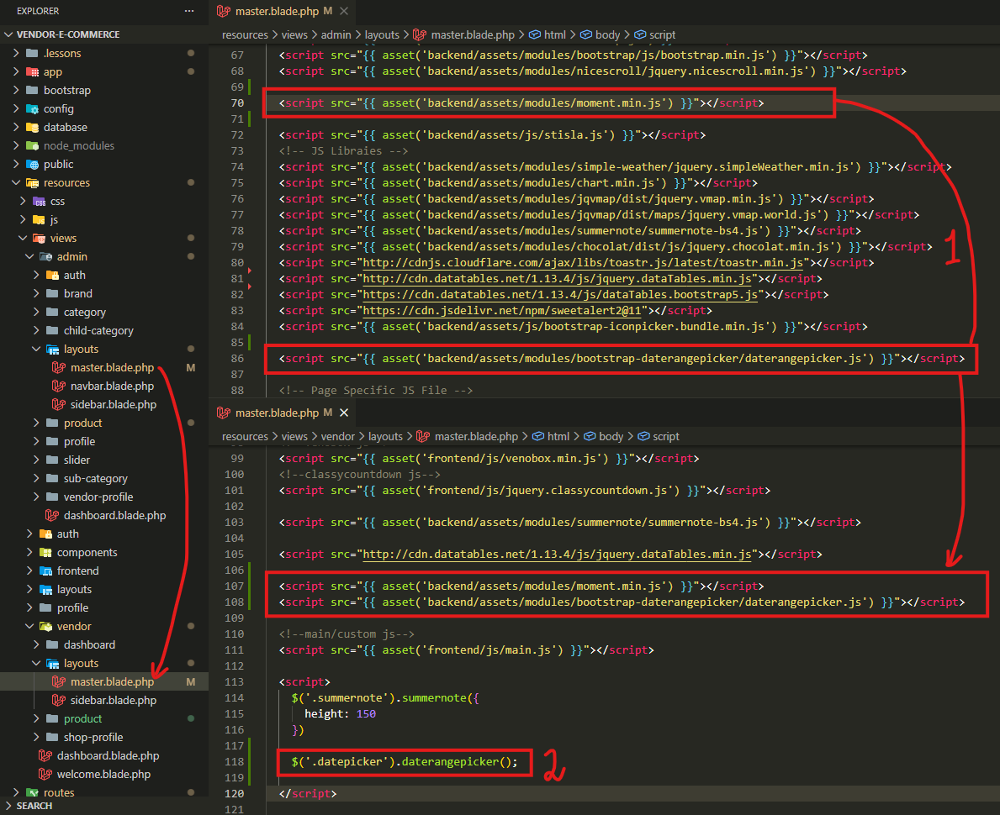 EXPLORER
VENDOR-E-COMMERCE
.lessons
app
bootstrap
config
database
node_modules
public
resources
css
js
views
admin
auth
brand
category
child-category
layouts
master.blade.php M
navbar.blade.php
sidebar.blade.php
product
profile
slider
sub-category
vendor-profile
dashboard.blade.php
auth
components
frontend
layouts
profile
vendor
dashboard
layouts
master.blade.php M
sidebar.blade.php
product
shop-profile
dashboard.blade.php
welcome.blade.php
routes
SEARCH
master.blade.php M
resources > views > admin > layouts > master.blade.php > html > body > script
67 <script src="{{ asset('backend/assets/modules/bootstrap/js/bootstrap.min.js') }}"></script>
68 <script src="{{ asset('backend/assets/modules/nicescroll/jquery.nicescroll.min.js') }}"></script>
69
70 <script src="{{ asset('backend/assets/modules/moment.min.js') }}"></script>
71
72 <script src="{{ asset('backend/assets/js/stisla.js') }}"></script>
73 <!-- JS Libraies -->
74 <script src="{{ asset('backend/assets/modules/simple-weather/jquery.simpleWeather.min.js') }}"></script>
75 <script src="{{ asset('backend/assets/modules/chart.min.js') }}"></script>
76 <script src="{{ asset('backend/assets/modules/jqvmap/dist/jquery.vmap.min.js') }}"></script>
77 <script src="{{ asset('backend/assets/modules/jqvmap/dist/maps/jquery.vmap.world.js') }}"></script>
78 <script src="{{ asset('backend/assets/modules/summernote/summernote-bs4.js') }}"></script>
79 <script src="{{ asset('backend/assets/modules/chocolat/dist/js/jquery.chocolat.min.js') }}"></script>
80 <script src="http://cdnjs.cloudflare.com/ajax/libs/toastr.js/latest/toastr.min.js"></script>
81 <script src="http://cdn.datatables.net/1.13.4/js/jquery.dataTables.min.js"></script>
82 <script src="https://cdn.datatables.net/1.13.4/js/dataTables.bootstrap5.js"></script>
83 <script src="https://cdn.jsdelivr.net/npm/sweetalert2@11"></script>
84 <script src="{{ asset('backend/assets/js/bootstrap-iconpicker.bundle.min.js') }}"></script>
85
86 <script src="{{ asset('backend/assets/modules/bootstrap-daterangepicker/daterangepicker.js') }}"></script>
87
88 <!-- Page Specific JS File -->
1
master.blade.php M
resources > views > vendor > layouts > master.blade.php > html > body > script
99 <script src="{{ asset('frontend/js/venobox.min.js') }}"></script>
100 <!--classycountdown js-->
101 <script src="{{ asset('frontend/js/jquery.classycountdown.js') }}"></script>
102
103 <script src="{{ asset('backend/assets/modules/summernote/summernote-bs4.js') }}"></script>
104
105 <script src="http://cdn.datatables.net/1.13.4/js/jquery.dataTables.min.js"></script>
106
107 <script src="{{ asset('backend/assets/modules/moment.min.js') }}"></script>
108 <script src="{{ asset('backend/assets/modules/bootstrap-daterangepicker/daterangepicker.js') }}"></script>
109
110 <!--main/custom js-->
111 <script src="{{ asset('frontend/js/main.js') }}"></script>
112
113 <script>
114 $('.summernote').summernote({
115 height: 150
116 })
117
118 $('.datepicker').daterangepicker();
119
120 </script>
121
2